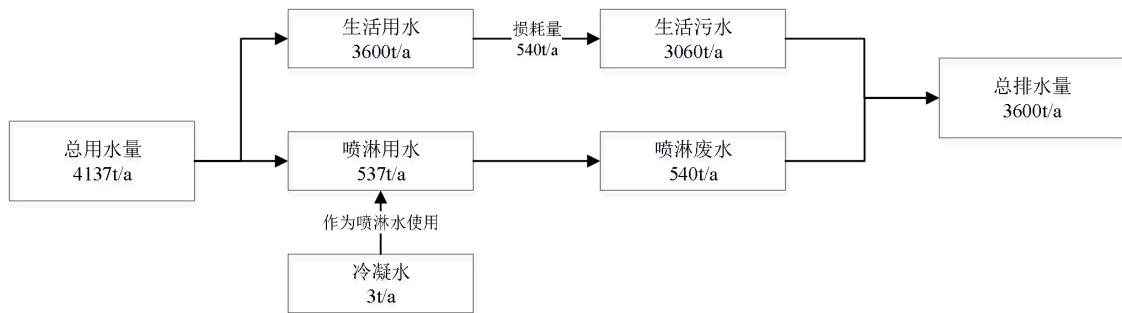 生活用水
3600t/a
损耗量
540t/a
生活污水
3060t/a
总排水量
3600t/a
总用水量
4137t/a
喷淋用水
537t/a
喷淋废水
540t/a
作为喷淋水使用
冷凝水
3t/a